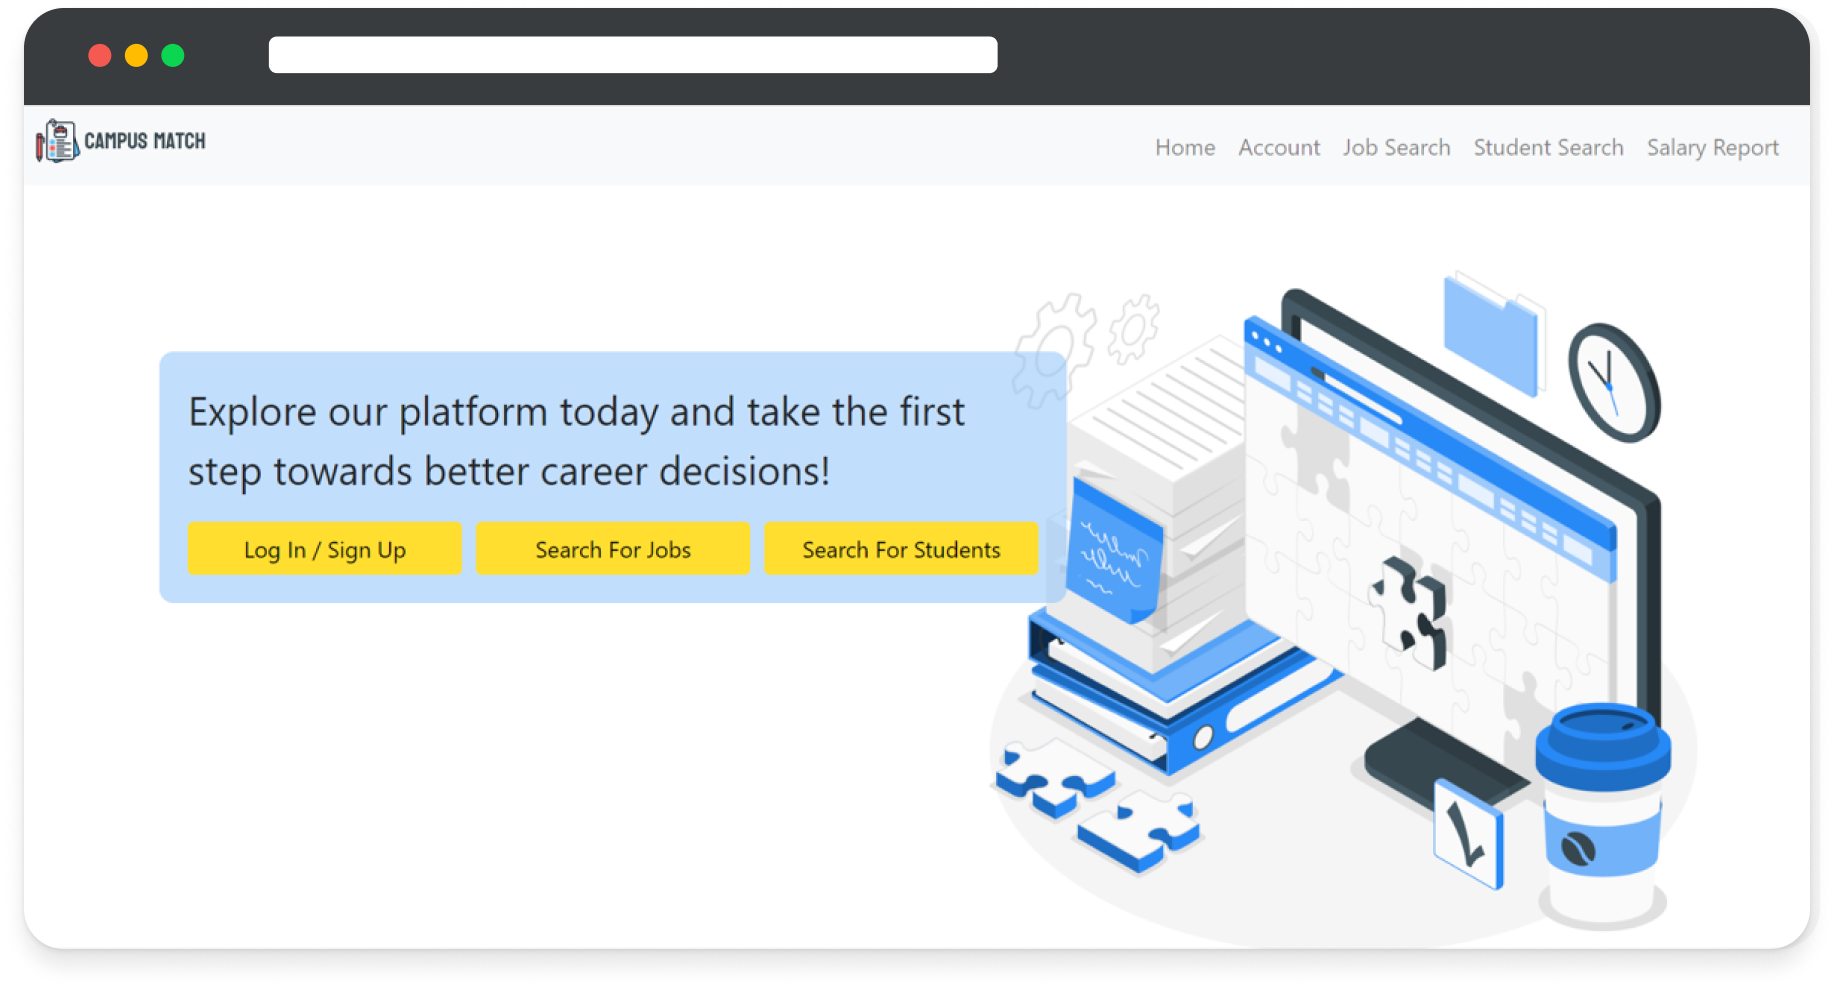 CAMPUS MATCH
Home Account Job Search Student Search Salary Report
Explore our platform today and take the first
step towards better career decisions!
Log In / Sign Up Search For Jobs Search For Students